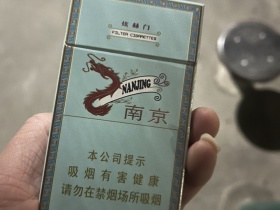 炫赫门
FILTER CIGARETTES
NANJING
南京
本公司提示
吸烟有害健康
请勿在禁烟场所吸烟